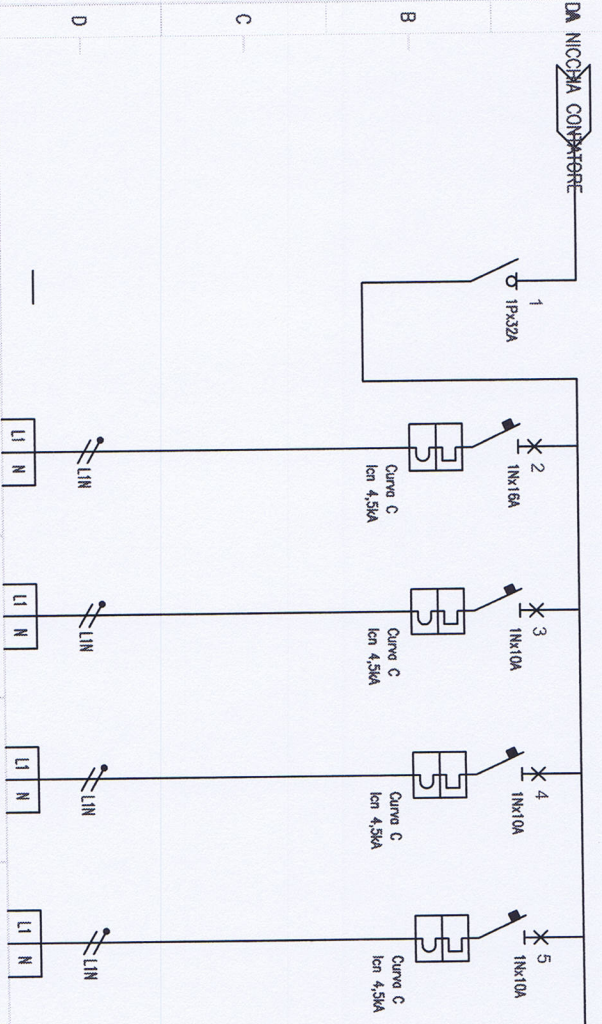 DA NICCHIA CONTATORE
B
C
D
1
1Px32A
2
1Nx16A
Curva C
Icn 4,5kA
L1N
L1 N
3
1Nx10A
Curva C
Icn 4,5kA
L1N
L1 N
4
1Nx10A
Curva C
Icn 4,5kA
L1N
L1 N
5
1Nx10A
Curva C
Icn 4,5kA
L1N
L1 N